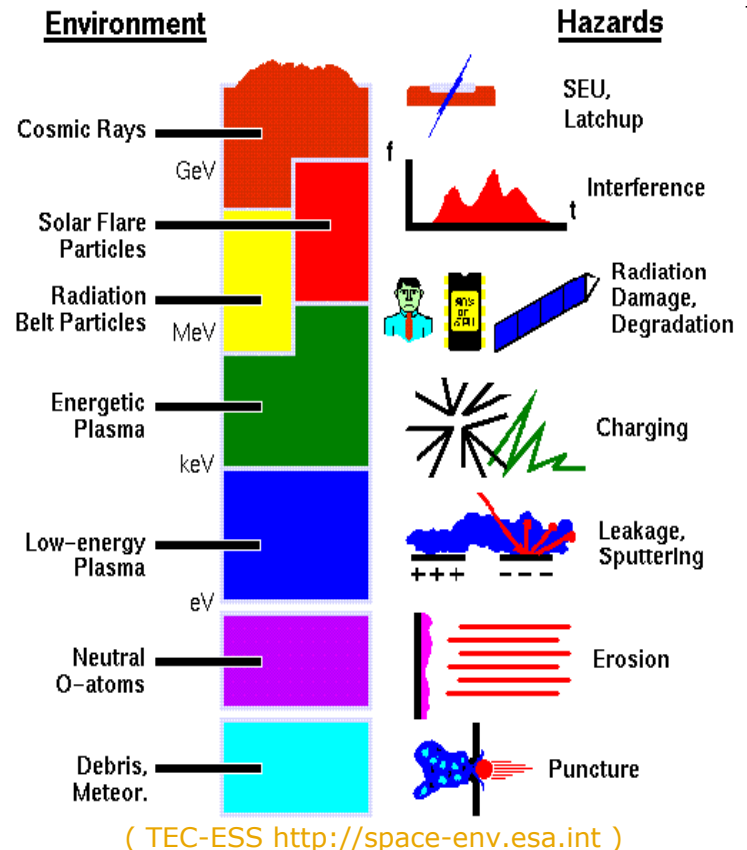 Environment
Hazards
Cosmic Rays
SEU,
Latchup
GeV
f
Interference
t
Solar Flare
Particles
Radiation
Belt Particles
MeV
Radiation
Damage,
Degradation
Energetic
Plasma
Charging
keV
Low-energy
Plasma
Leakage,
Sputtering
+ + +
- - -
eV
Neutral
O-atoms
Erosion
Debris,
Meteor.
Puncture
( TEC-ESS http://space-env.esa.int )